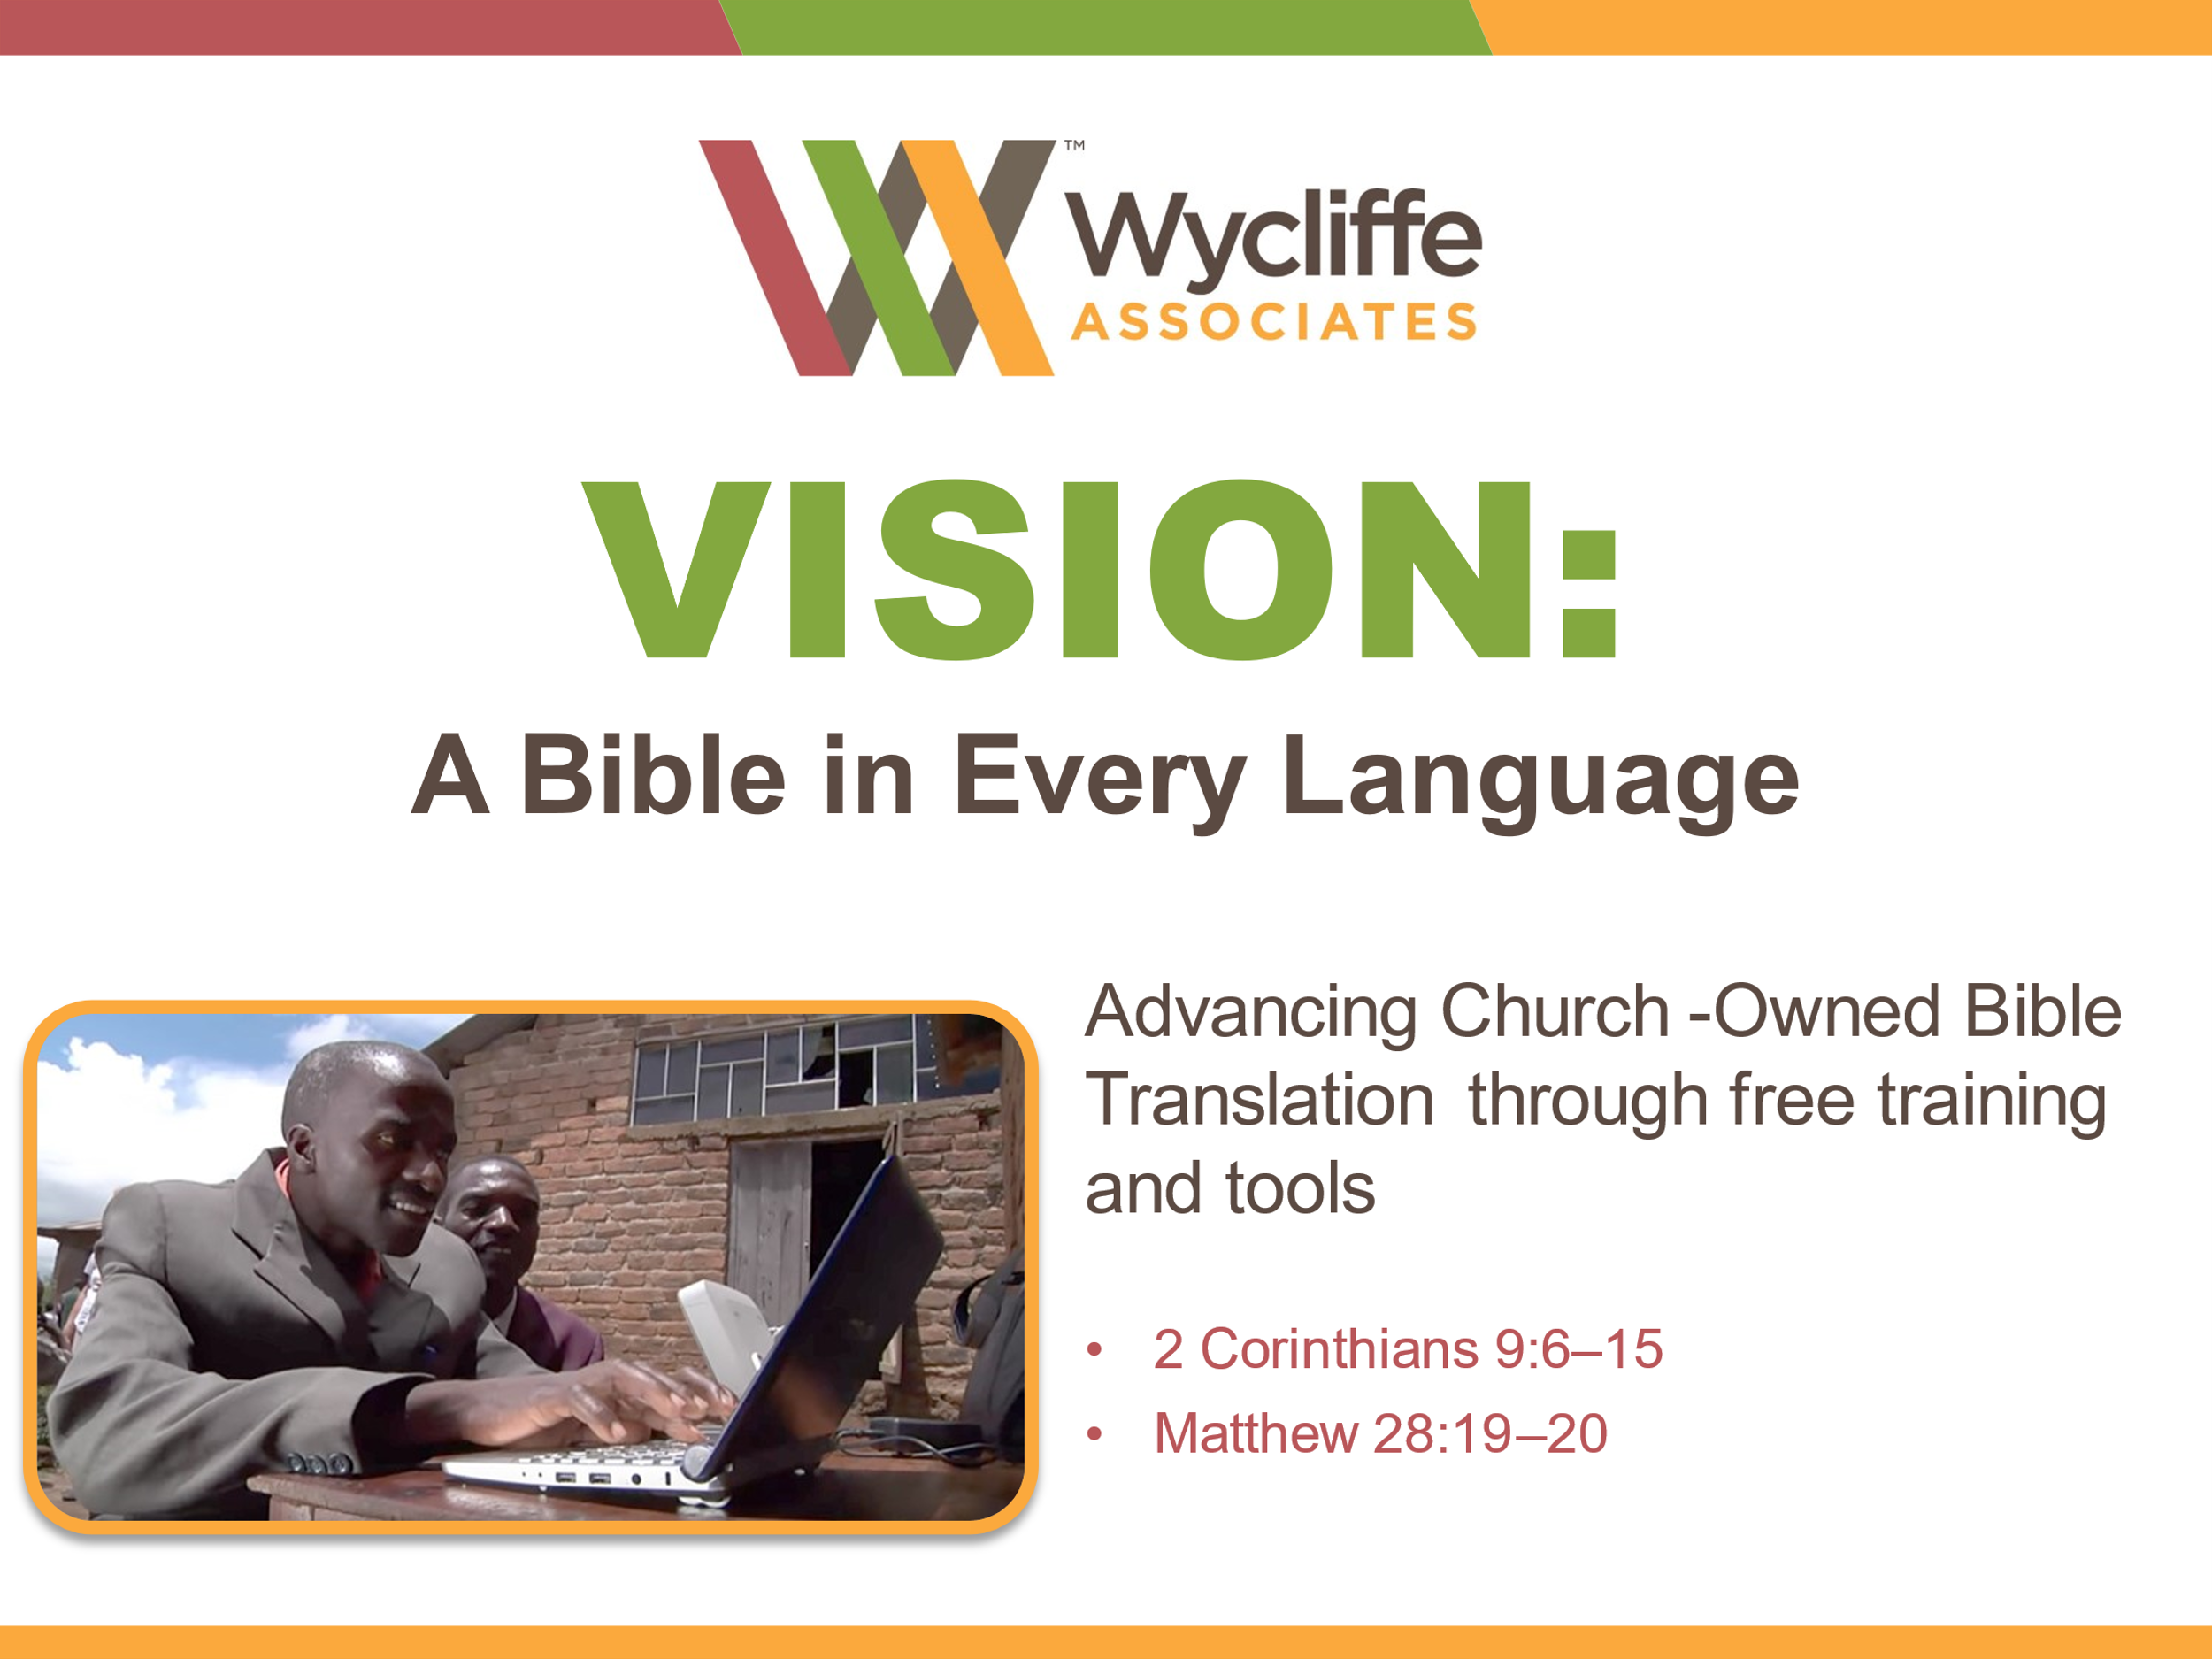 ™
Wycliffe
ASSOCIATES
VISION:
A Bible in Every Language
Advancing Church -Owned Bible
Translation through free training
and tools
• 2 Corinthians 9:6–15
• Matthew 28:19–20